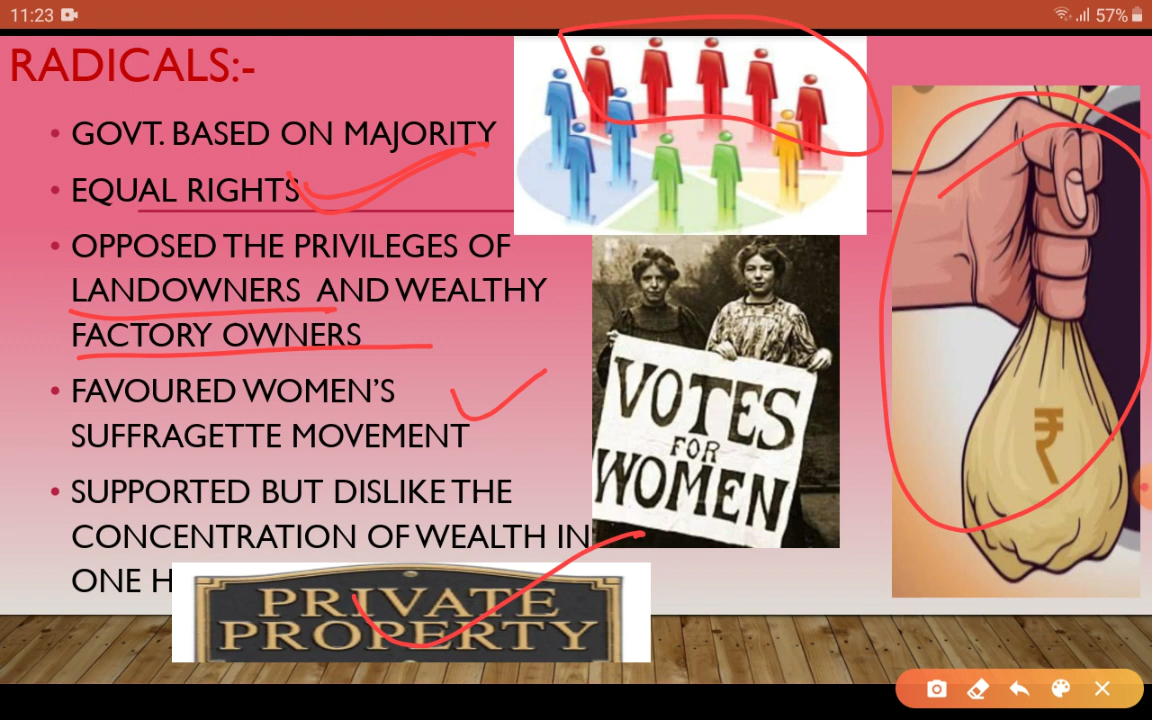 11:23
57%
RADICALS:-
• GOVT. BASED ON MAJORITY
• EQUAL RIGHTS
• OPPOSED THE PRIVILEGES OF
LANDOWNERS AND WEALTHY
FACTORY OWNERS
• FAVOURED WOMEN'S
SUFFRAGETTE MOVEMENT
• SUPPORTED BUT DISLIKE THE
CONCENTRATION OF WEALTH IN
ONE H
VOTES
FOR
WOMEN
₹
PRIVATE
PROPERTY